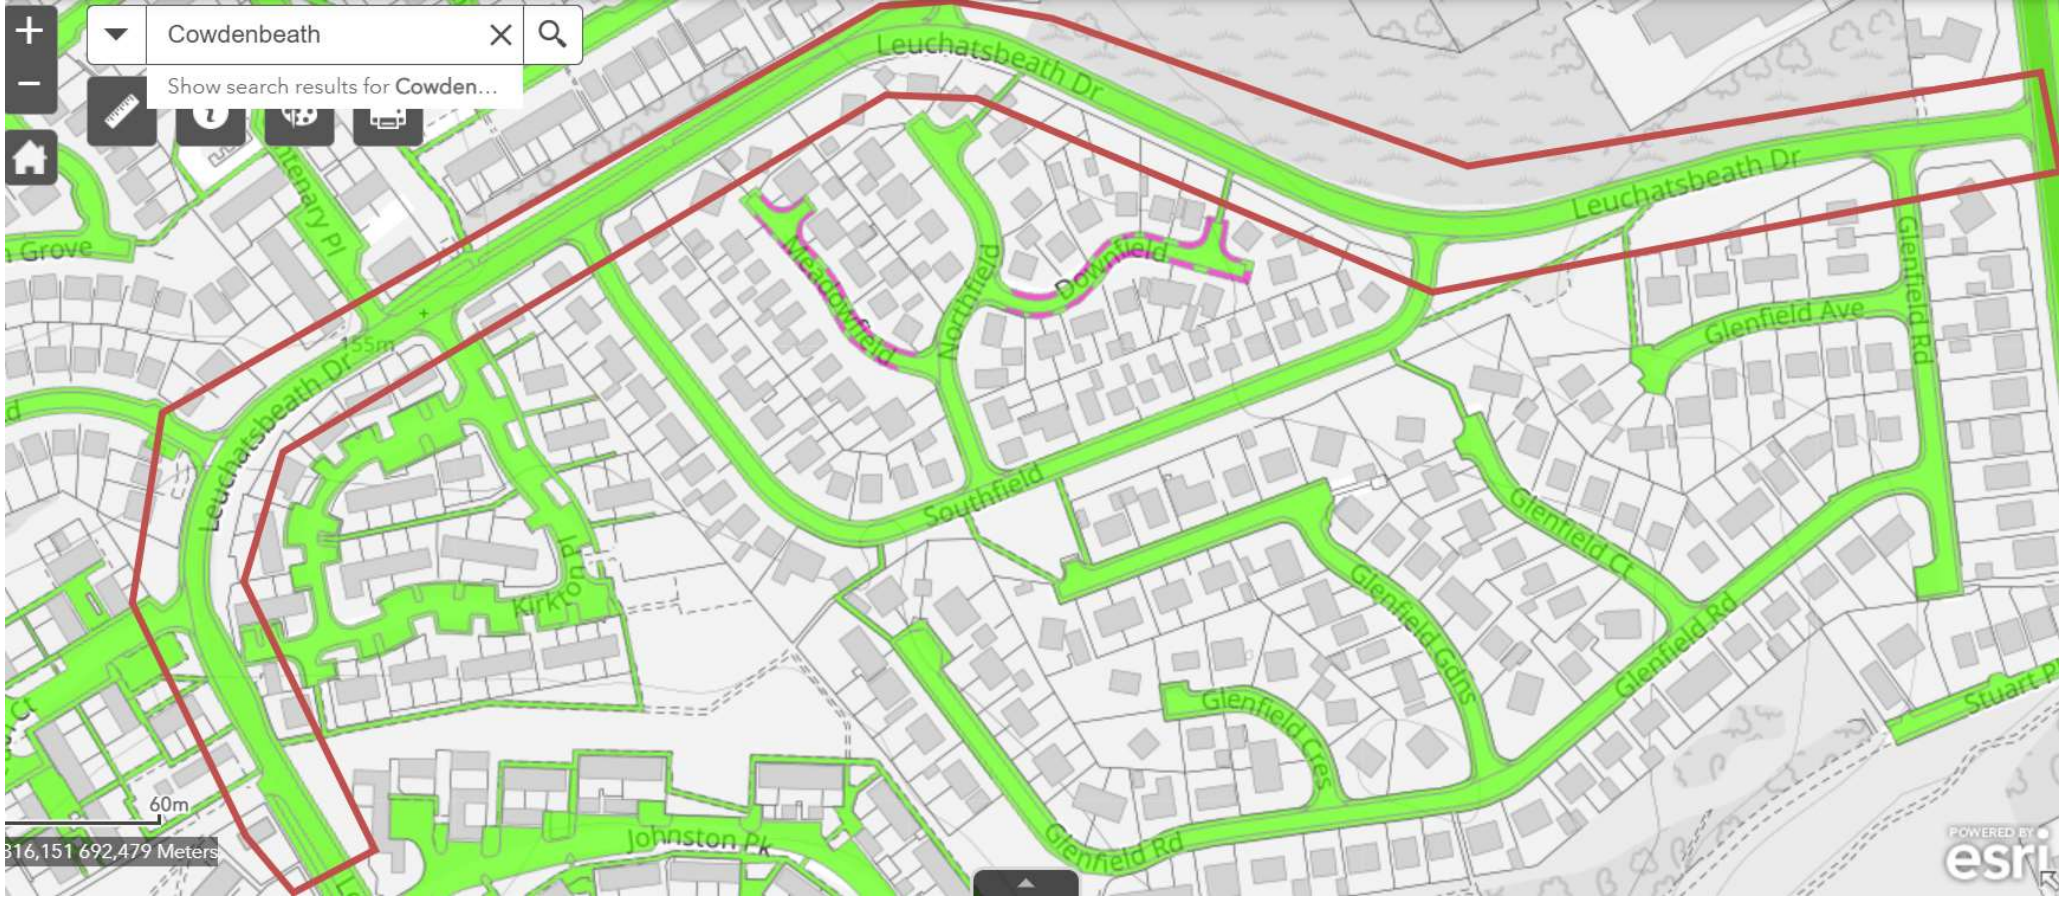 +
Cowdenbeath
Show search results for Cowden...
−
Leuchatsbeath Dr
Leuchatsbeath Dr
Grove
Meadowfield
Northfield
Downfield
Glenfield Rd
Glenfield Ave
155m
Leuchatsbeath Dr
Southfield
Glenfield Ct
Kirkton Pl
Glenfield Gdns
Glenfield Rd
Glenfield Cres
Stuart Pl
Ct
60m
Johnston Pk
Glenfield Rd
316,151 692,479 Meters
POWERED BY
esri